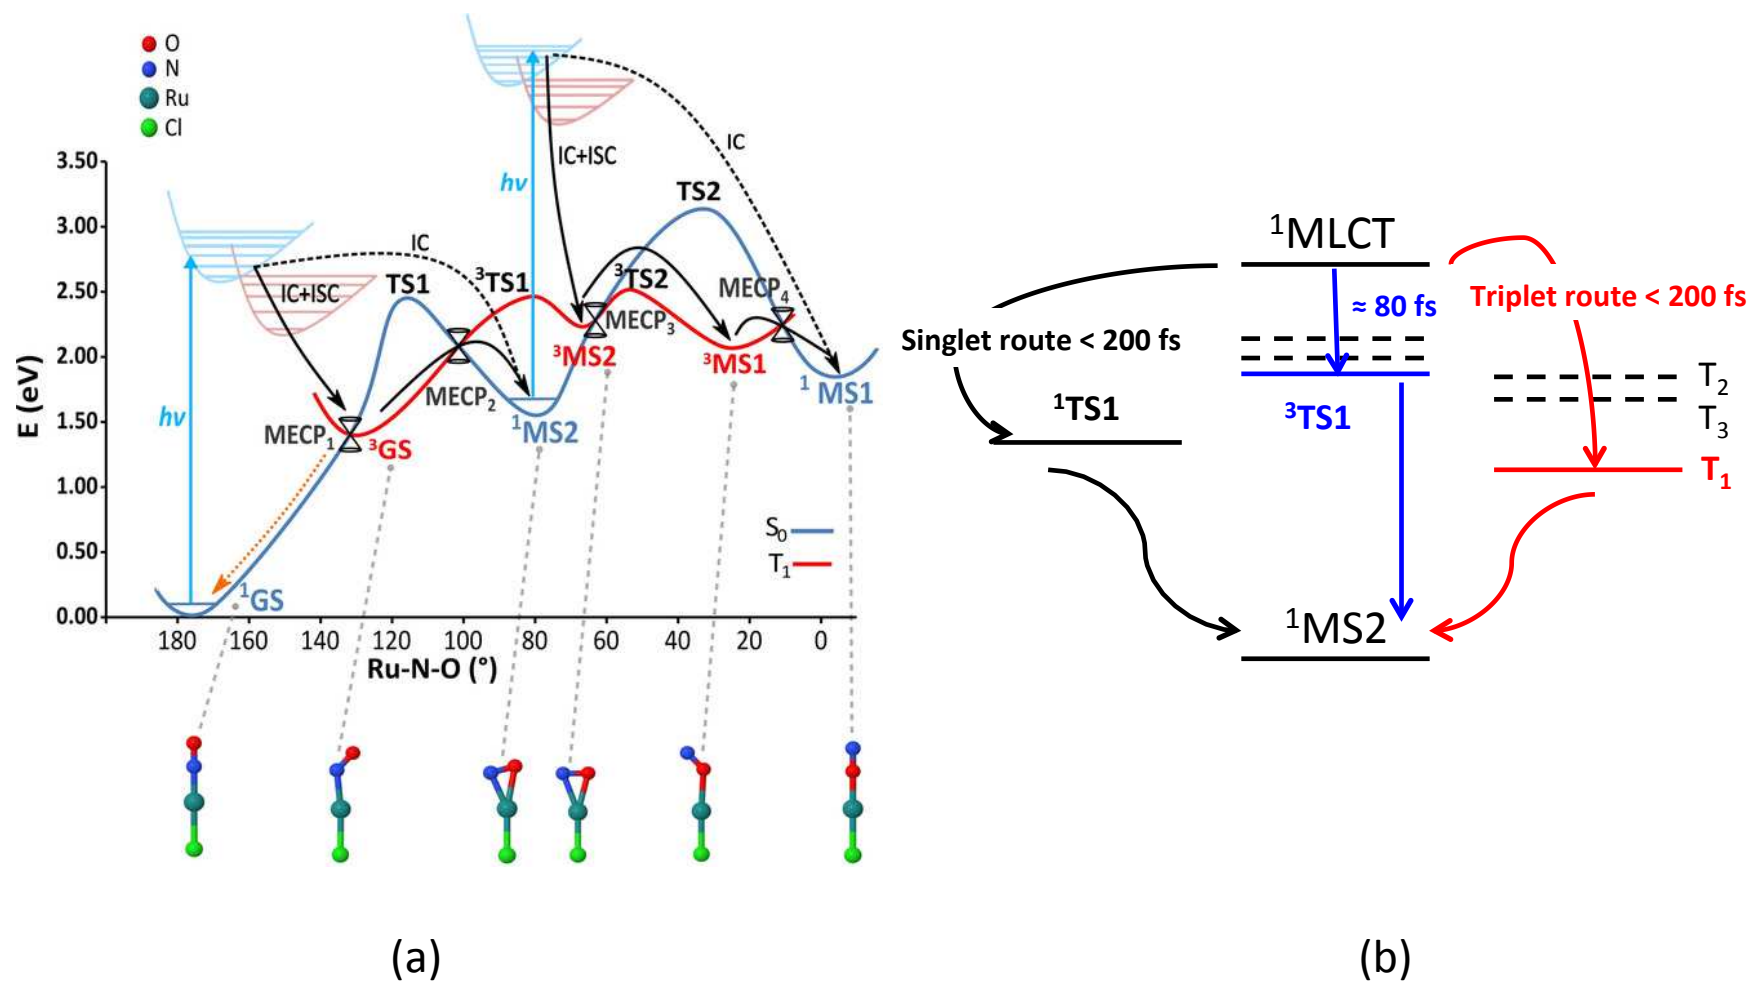 O
N
Ru
Cl
E (eV)
3.50
3.00
2.50
2.00
1.50
1.00
0.50
0.00
180 160 140 120 100 80 60 40 20 0
Ru-N-O (°)
hν
hν
IC+ISC
IC
IC+ISC
IC
TS1
³TS1
³TS2
TS2
MECP₁
MECP₂
MECP₃
MECP₄
¹GS
³GS
¹MS2
³MS2
³MS1
¹ MS1
S₀
T₁
(a)
¹MLCT
≈ 80 fs
Triplet route < 200 fs
Singlet route < 200 fs
¹TS1
³TS1
T₂
T₃
T₁
¹MS2
(b)